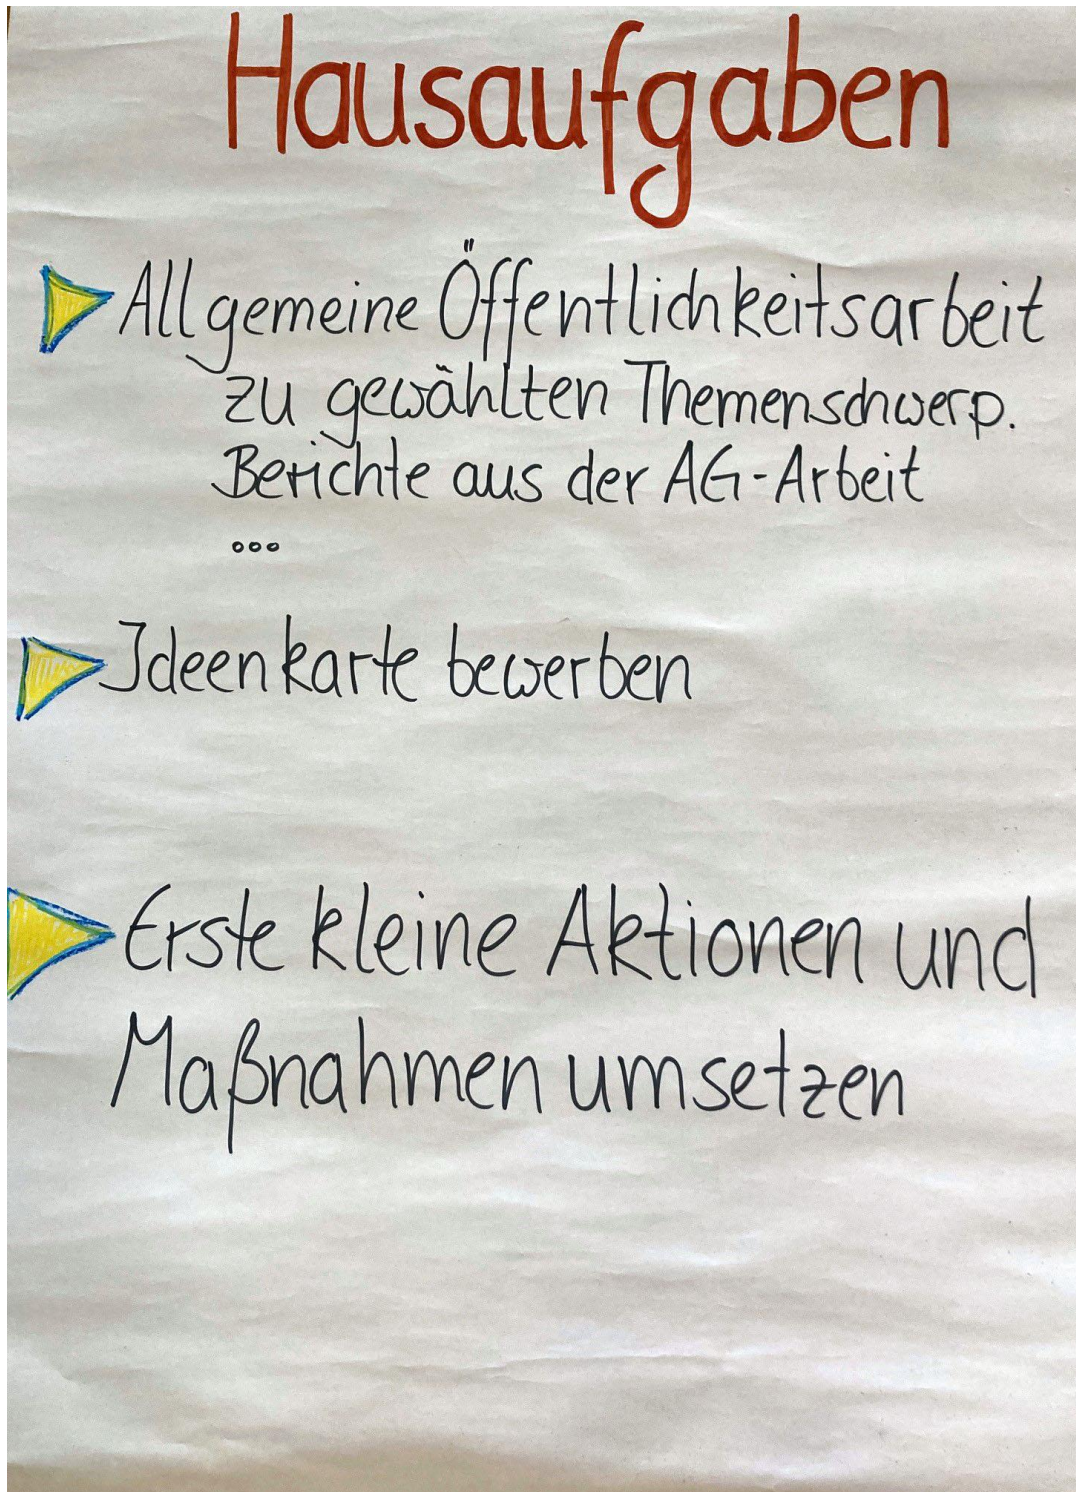 Hausaufgaben
Allgemeine Öffentlichkeitsarbeit
zu gewählten Themenschwerp.
Berichte aus der AG-Arbeit
...
Ideenkarte bewerben
Erste kleine Aktionen und
Maßnahmen umsetzen